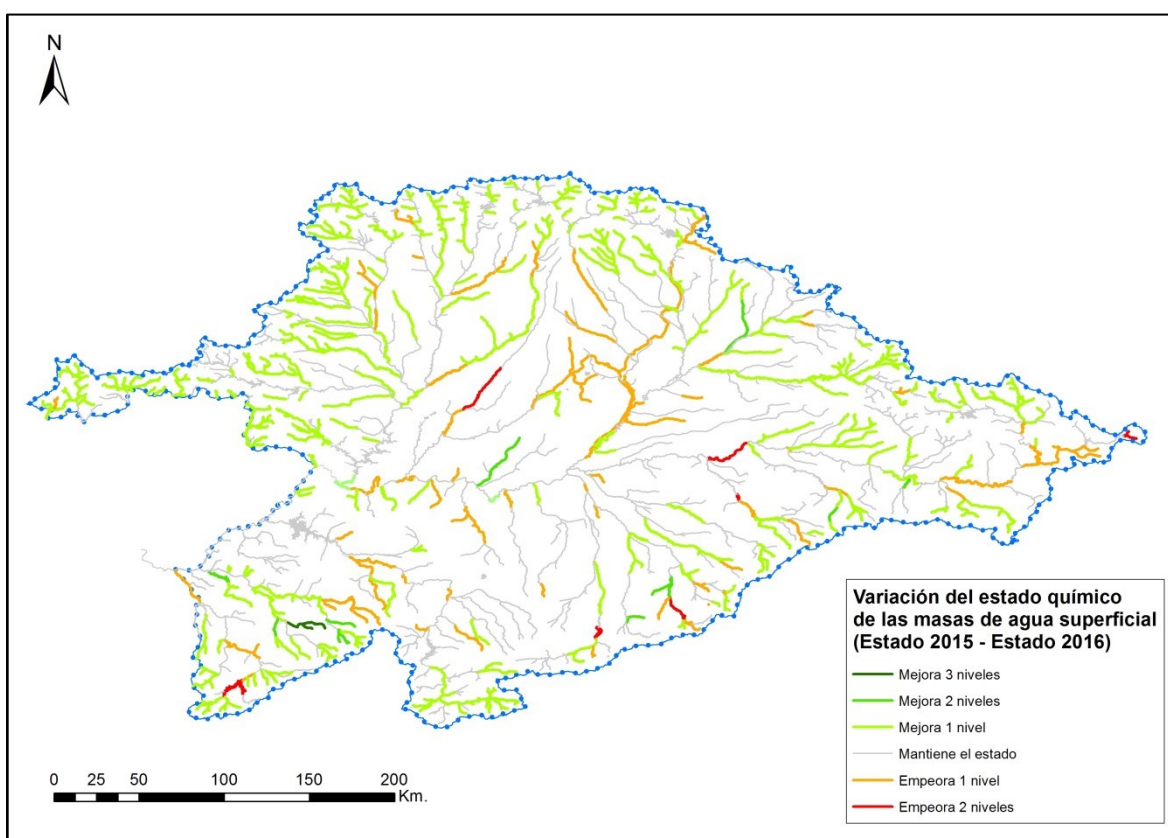 N
Variación del estado químico
de las masas de agua superficial
(Estado 2015 - Estado 2016)
Mejora 3 niveles
Mejora 2 niveles
Mejora 1 nivel
Mantiene el estado
Empeora 1 nivel
Empeora 2 niveles
0 25 50 100 150 200
Km.